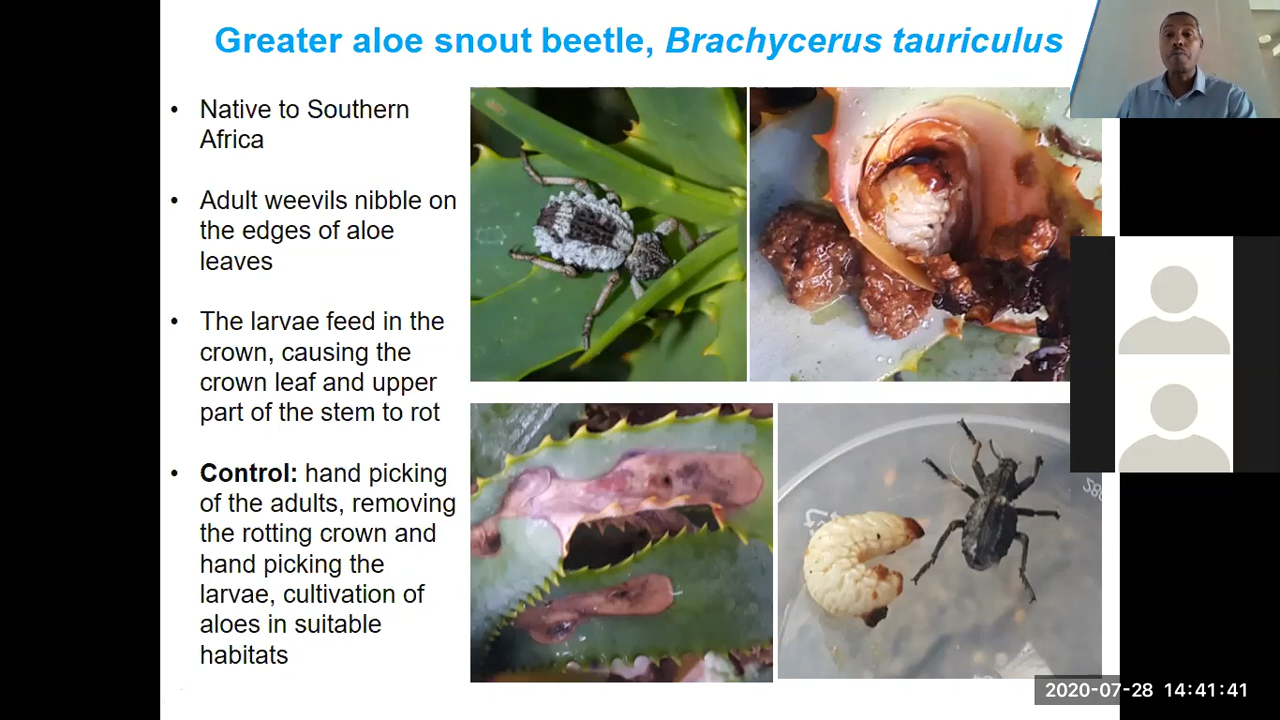 Greater aloe snout beetle, Brachycerus tauriculus
• Native to Southern
Africa
• Adult weevils nibble on
the edges of aloe
leaves
• The larvae feed in the
crown, causing the
crown leaf and upper
part of the stem to rot
• Control: hand picking
of the adults, removing
the rotting crown and
hand picking the
larvae, cultivation of
aloes in suitable
habitats
2020-07-28 14:41:41